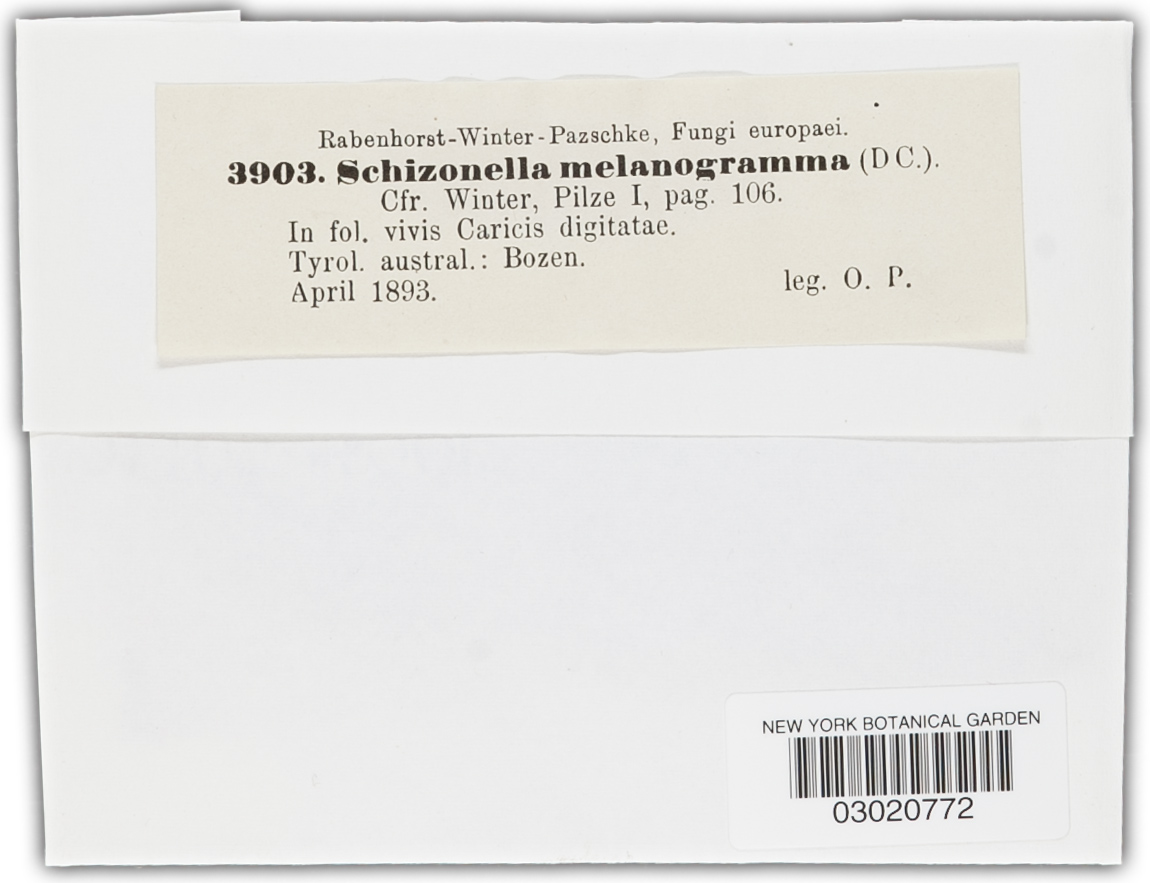 Rabenhorst-Winter-Pazschke, Fungi europaei.
3903. Schizonella melanogramma (D C.).
Cfr. Winter, Pilze I, pag. 106.
In fol. vivis Caricis digitatae.
Tyrol. austral.: Bozen.
April 1893. leg. O. P.
NEW YORK BOTANICAL GARDEN
03020772